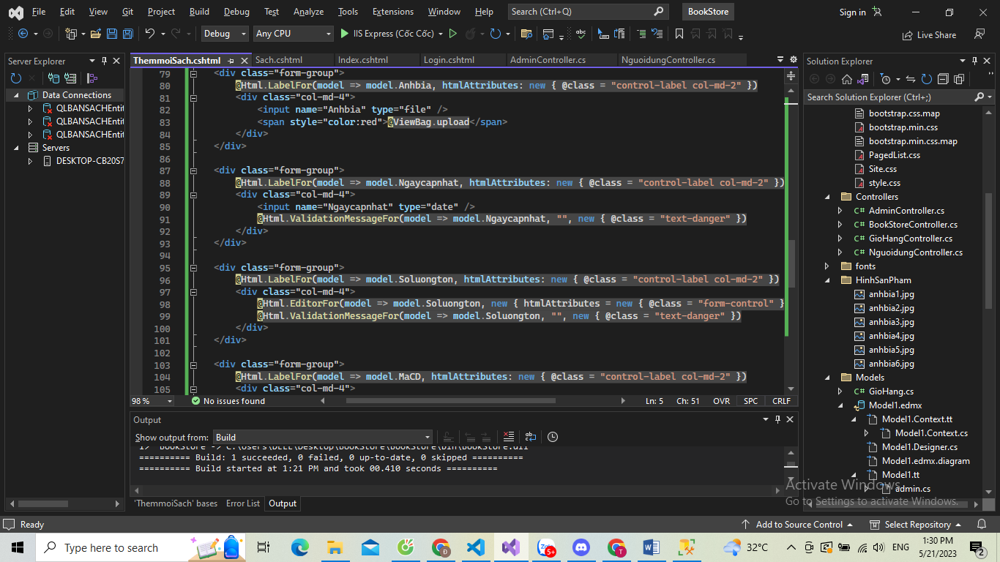 File Edit View Git Project Build Debug Test Analyze Tools Extensions Window Help Search (Ctrl+Q) BookStore Sign in
Debug Any CPU IIS Express (Cốc Cốc) Live Share
Server Explorer
Data Connections
QLBANSACHEntit
QLBANSACHEntit
QLBANSACHEntit
Servers
DESKTOP-CB20S7
ThemmoiSach.cshtml Sach.cshtml Index.cshtml Login.cshtml AdminController.cs NguoidungController.cs
79 <div class="form-group">
80 @Html.LabelFor(model => model.Anhbia, htmlAttributes: new { @class = "control-label col-md-2" })
81 <div class="col-md-4">
82 <input name="Anhbia" type="file" />
83 <span style="color:red">@ViewBag.upload</span>
84 </div>
85 </div>
86
87 <div class="form-group">
88 @Html.LabelFor(model => model.Ngaycapnhat, htmlAttributes: new { @class = "control-label col-md-2" })
89 <div class="col-md-4">
90 <input name="Ngaycapnhat" type="date" />
91 @Html.ValidationMessageFor(model => model.Ngaycapnhat, "", new { @class = "text-danger" })
92 </div>
93 </div>
94
95 <div class="form-group">
96 @Html.LabelFor(model => model.Soluongton, htmlAttributes: new { @class = "control-label col-md-2" })
97 <div class="col-md-4">
98 @Html.EditorFor(model => model.Soluongton, new { htmlAttributes = new { @class = "form-control" }
99 @Html.ValidationMessageFor(model => model.Soluongton, "", new { @class = "text-danger" })
100 </div>
101 </div>
102
103 <div class="form-group">
104 @Html.LabelFor(model => model.MaCD, htmlAttributes: new { @class = "control-label col-md-2" })
105 <div class="col-md-4">
98 % No issues found Ln: 5 Ch: 51 OVR SPC CRLF
Output
Show output from: Build
1> BookStore -> C:\Users\DELL\Desktop\BookStore\BookStore\bin\BookStore.dll
========== Build: 1 succeeded, 0 failed, 0 up-to-date, 0 skipped ==========
========== Build started at 1:21 PM and took 00.410 seconds ==========
'ThemmoiSach' bases Error List Output
Solution Explorer
Search Solution Explorer (Ctrl+;)
bootstrap.css.map
bootstrap.min.css
bootstrap.min.css.map
PagedList.css
Site.css
style.css
Controllers
C# AdminController.cs
C# BookStoreController.cs
C# GioHangController.cs
C# NguoidungController.cs
fonts
HinhSanPham
anhbia1.jpg
anhbia2.jpg
anhbia3.jpg
anhbia4.jpg
anhbia5.jpg
anhbia6.jpg
Models
C# GioHang.cs
Model1.edmx
Model1.Context.tt
Model1.Context.cs
Model1.Designer.cs
Model1.edmx.diagram
Model1.tt
admin.cs
Activate Windows
Go to Settings to activate Windows.
Ready Add to Source Control Select Repository
Type here to search 5+ 32°C ENG 1:30 PM
5/21/2023 2